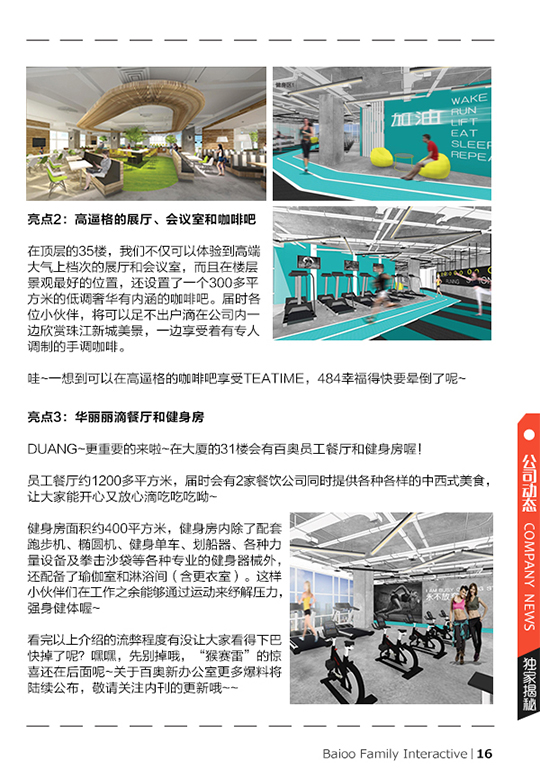 健身区1
加油
WAKE
RUN
LIFT
EAT
SLEEP
REPEAT
亮点2：高逼格的展厅、会议室和咖啡吧
在顶层的35楼，我们不仅可以体验到高端
大气上档次的展厅和会议室，而且在楼层
景观最好的位置，还设置了一个300多平
方米的低调奢华有内涵的咖啡吧。届时各
位小伙伴，将可以足不出户滴在公司内一
边欣赏珠江新城美景，一边享受着有专人
调制的手调咖啡。
哇~一想到可以在高逼格的咖啡吧享受TEATIME，484幸福得快要晕倒了呢~
亮点3：华丽丽滴餐厅和健身房
DUANG~更重要的来啦~在大厦的31楼会有百奥员工餐厅和健身房喔！
员工餐厅约1200多平方米，届时会有2家餐饮公司同时提供各种各样的中西式美食，
让大家能开心又放心滴吃吃吃呦~
健身房面积约400平方米，健身房内除了配套
跑步机、椭圆机、健身单车、划船器、各种力
量设备及拳击沙袋等各种专业的健身器械外，
还配备了瑜伽室和淋浴间（含更衣室）。这样
小伙伴们在工作之余能够通过运动来纾解压力，
强身健体喔~
看完以上介绍的流弊程度有没让大家看得下巴
快掉了呢？嘿嘿，先别掉哦，“猴赛雷”的惊
喜还在后面呢~关于百奥新办公室更多爆料将
陆续公布，敬请关注内刊的更新哦~~
永不放
公司动态 COMPANY NEWS
独家揭秘
Baioo Family Interactive | 16